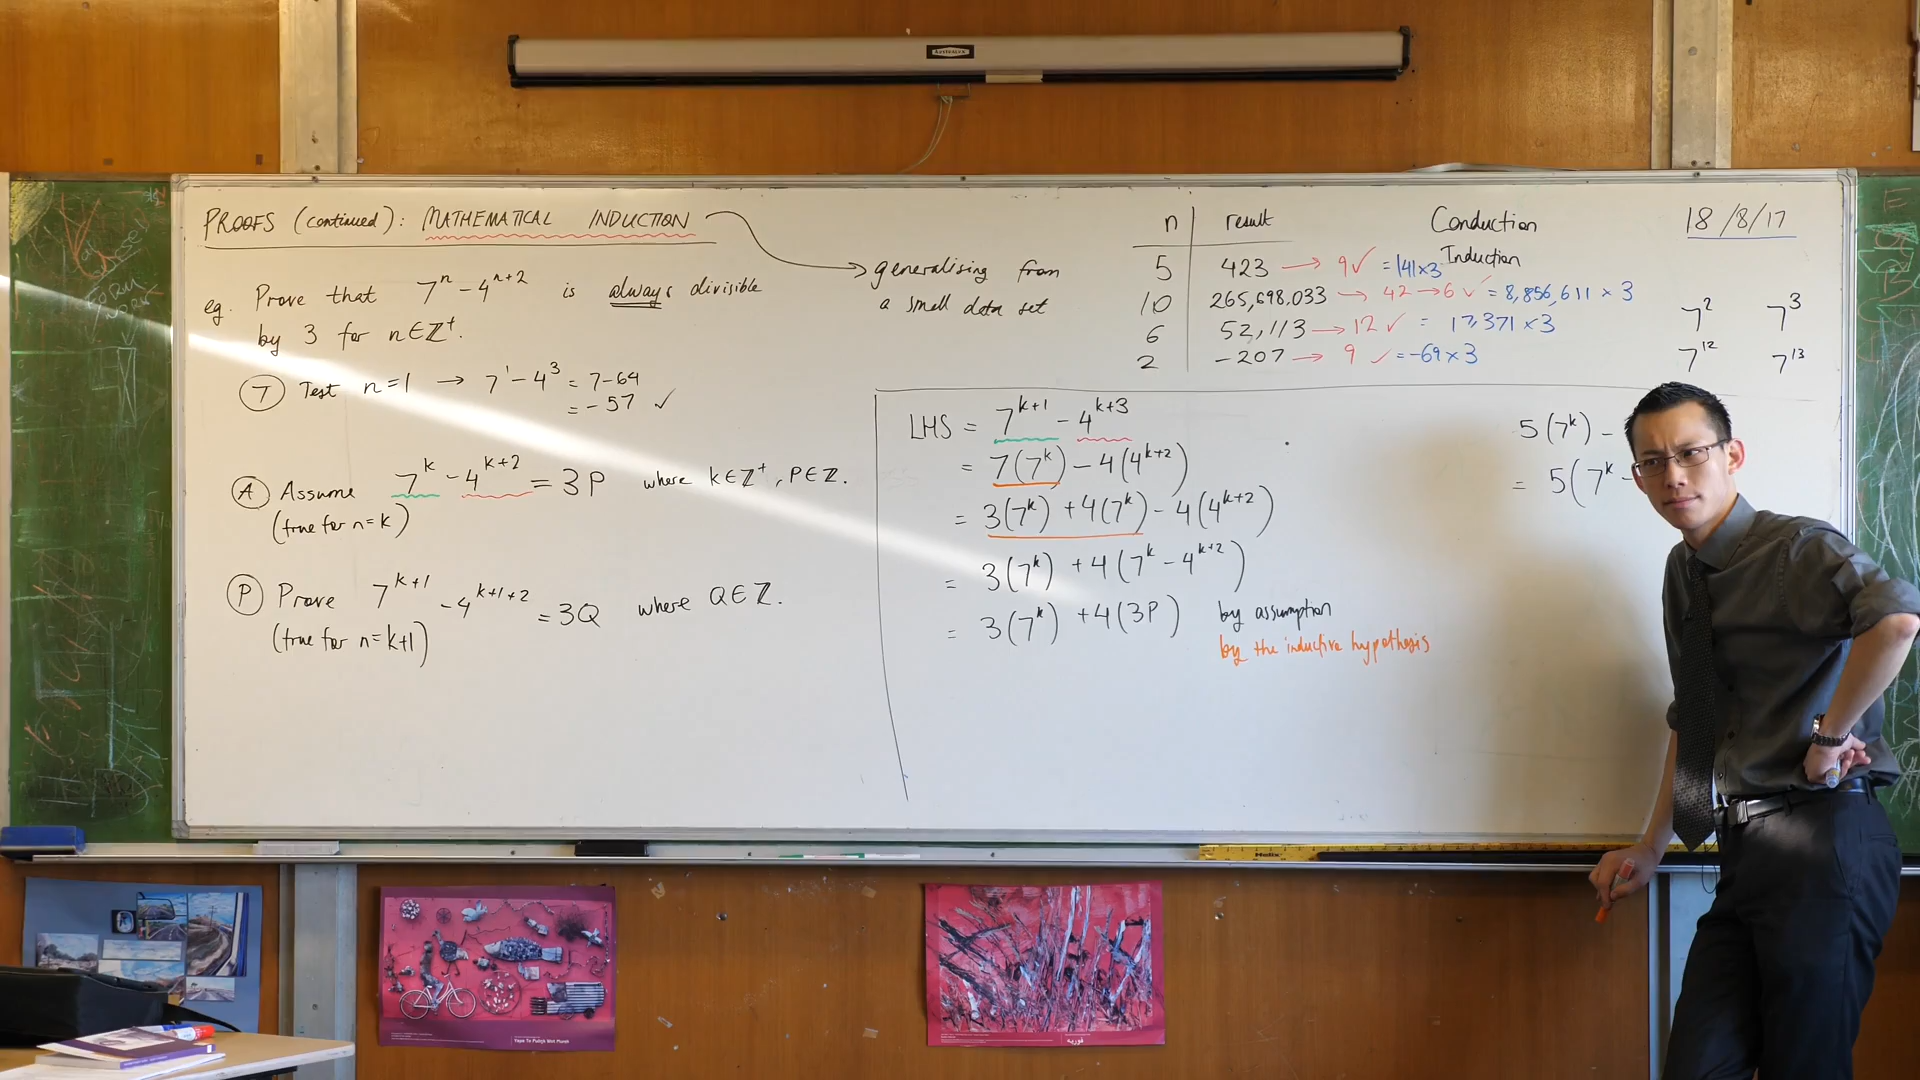 AUSTRALVIS
PROOFS (continued): MATHEMATICAL INDUCTION
generalising from
a small data set
eg. Prove that 7ⁿ - 4ⁿ⁺² is always divisible
by 3 for n∈ℤ⁺.
Ⓣ Test n=1 → 7¹ - 4³ = 7-64
= -57 ✓
Ⓐ Assume 7ᵏ - 4ᵏ⁺² = 3P where k∈ℤ⁺, P∈ℤ.
(true for n=k)
Ⓟ Prove 7ᵏ⁺¹ - 4ᵏ⁺¹⁺² = 3Q where Q∈ℤ.
(true for n=k+1)
n result Conduction 18/8/17
5 423 → 9✓ = 141×3 Induction
10 265,698,033 → 42 → 6 ✓ = 8,856,611 × 3
6 52,113 → 12 ✓ = 17,371 × 3
2 -207 → 9 ✓ = -69 × 3
7² 7³
7¹² 7¹³
LHS = 7ᵏ⁺¹ - 4ᵏ⁺³
= 7(7ᵏ) - 4(4ᵏ⁺²)
= 3(7ᵏ) + 4(7ᵏ) - 4(4ᵏ⁺²)
= 3(7ᵏ) + 4(7ᵏ - 4ᵏ⁺²)
= 3(7ᵏ) + 4(3P) by assumption
by the inductive hypothesis
5(7ᵏ) -
= 5(7ᵏ -
Helix